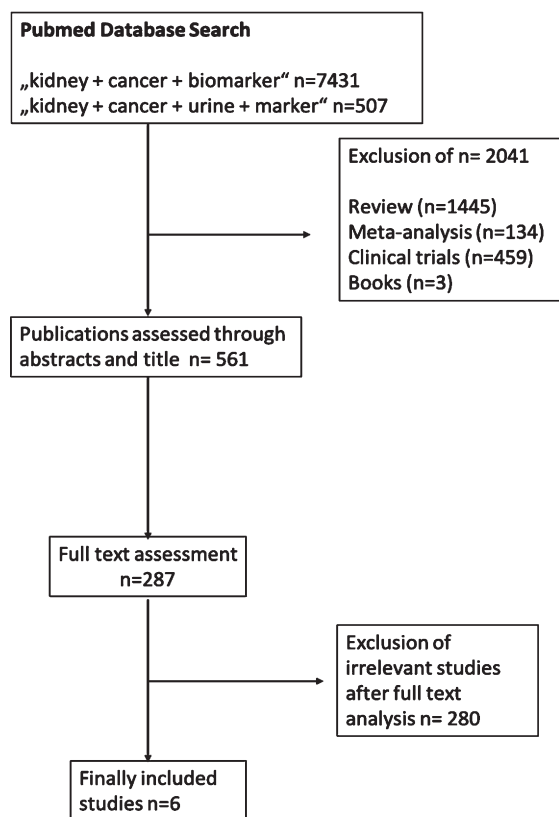 Pubmed Database Search
„kidney + cancer + biomarker“ n=7431
„kidney + cancer + urine + marker“ n=507
Exclusion of n= 2041
Review (n=1445)
Meta-analysis (n=134)
Clinical trials (n=459)
Books (n=3)
Publications assessed through
abstracts and title n= 561
Full text assessment
n=287
Exclusion of
irrelevant studies
after full text
analysis n= 280
Finally included
studies n=6